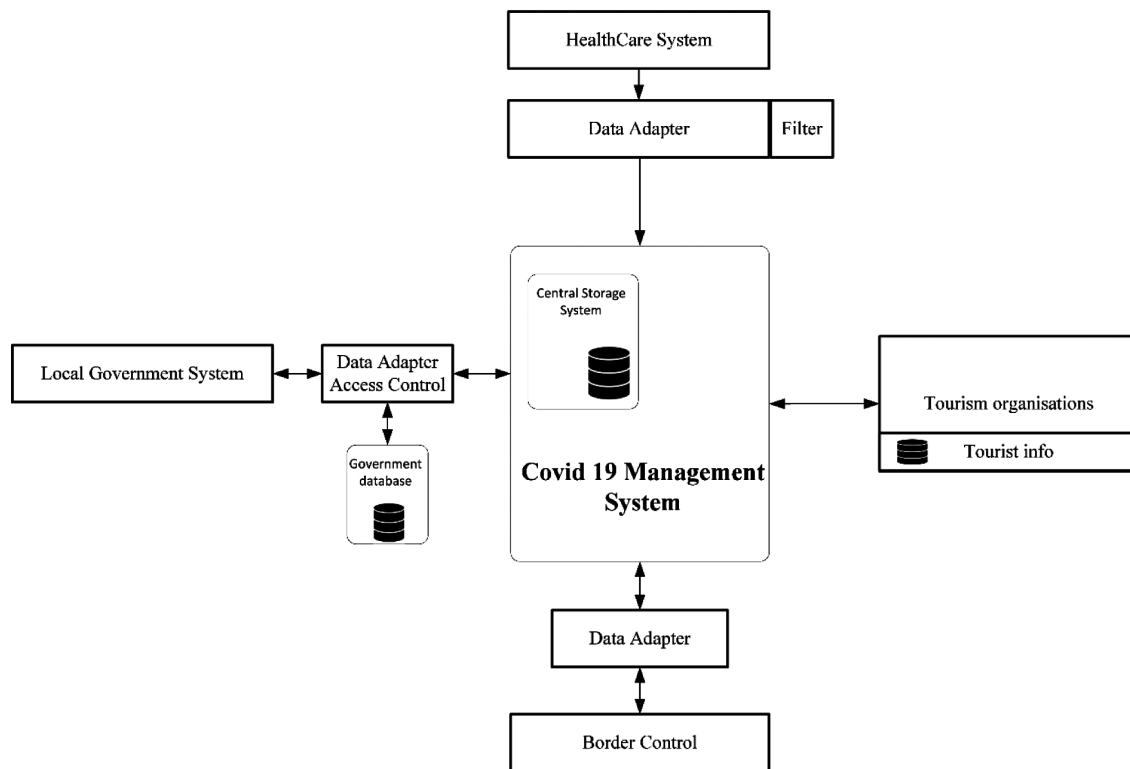 HealthCare System
Data Adapter
Filter
Central Storage
System
Local Government System
Data Adapter
Access Control
Tourism organisations
Tourist info
Government
database
Covid 19 Management
System
Data Adapter
Border Control